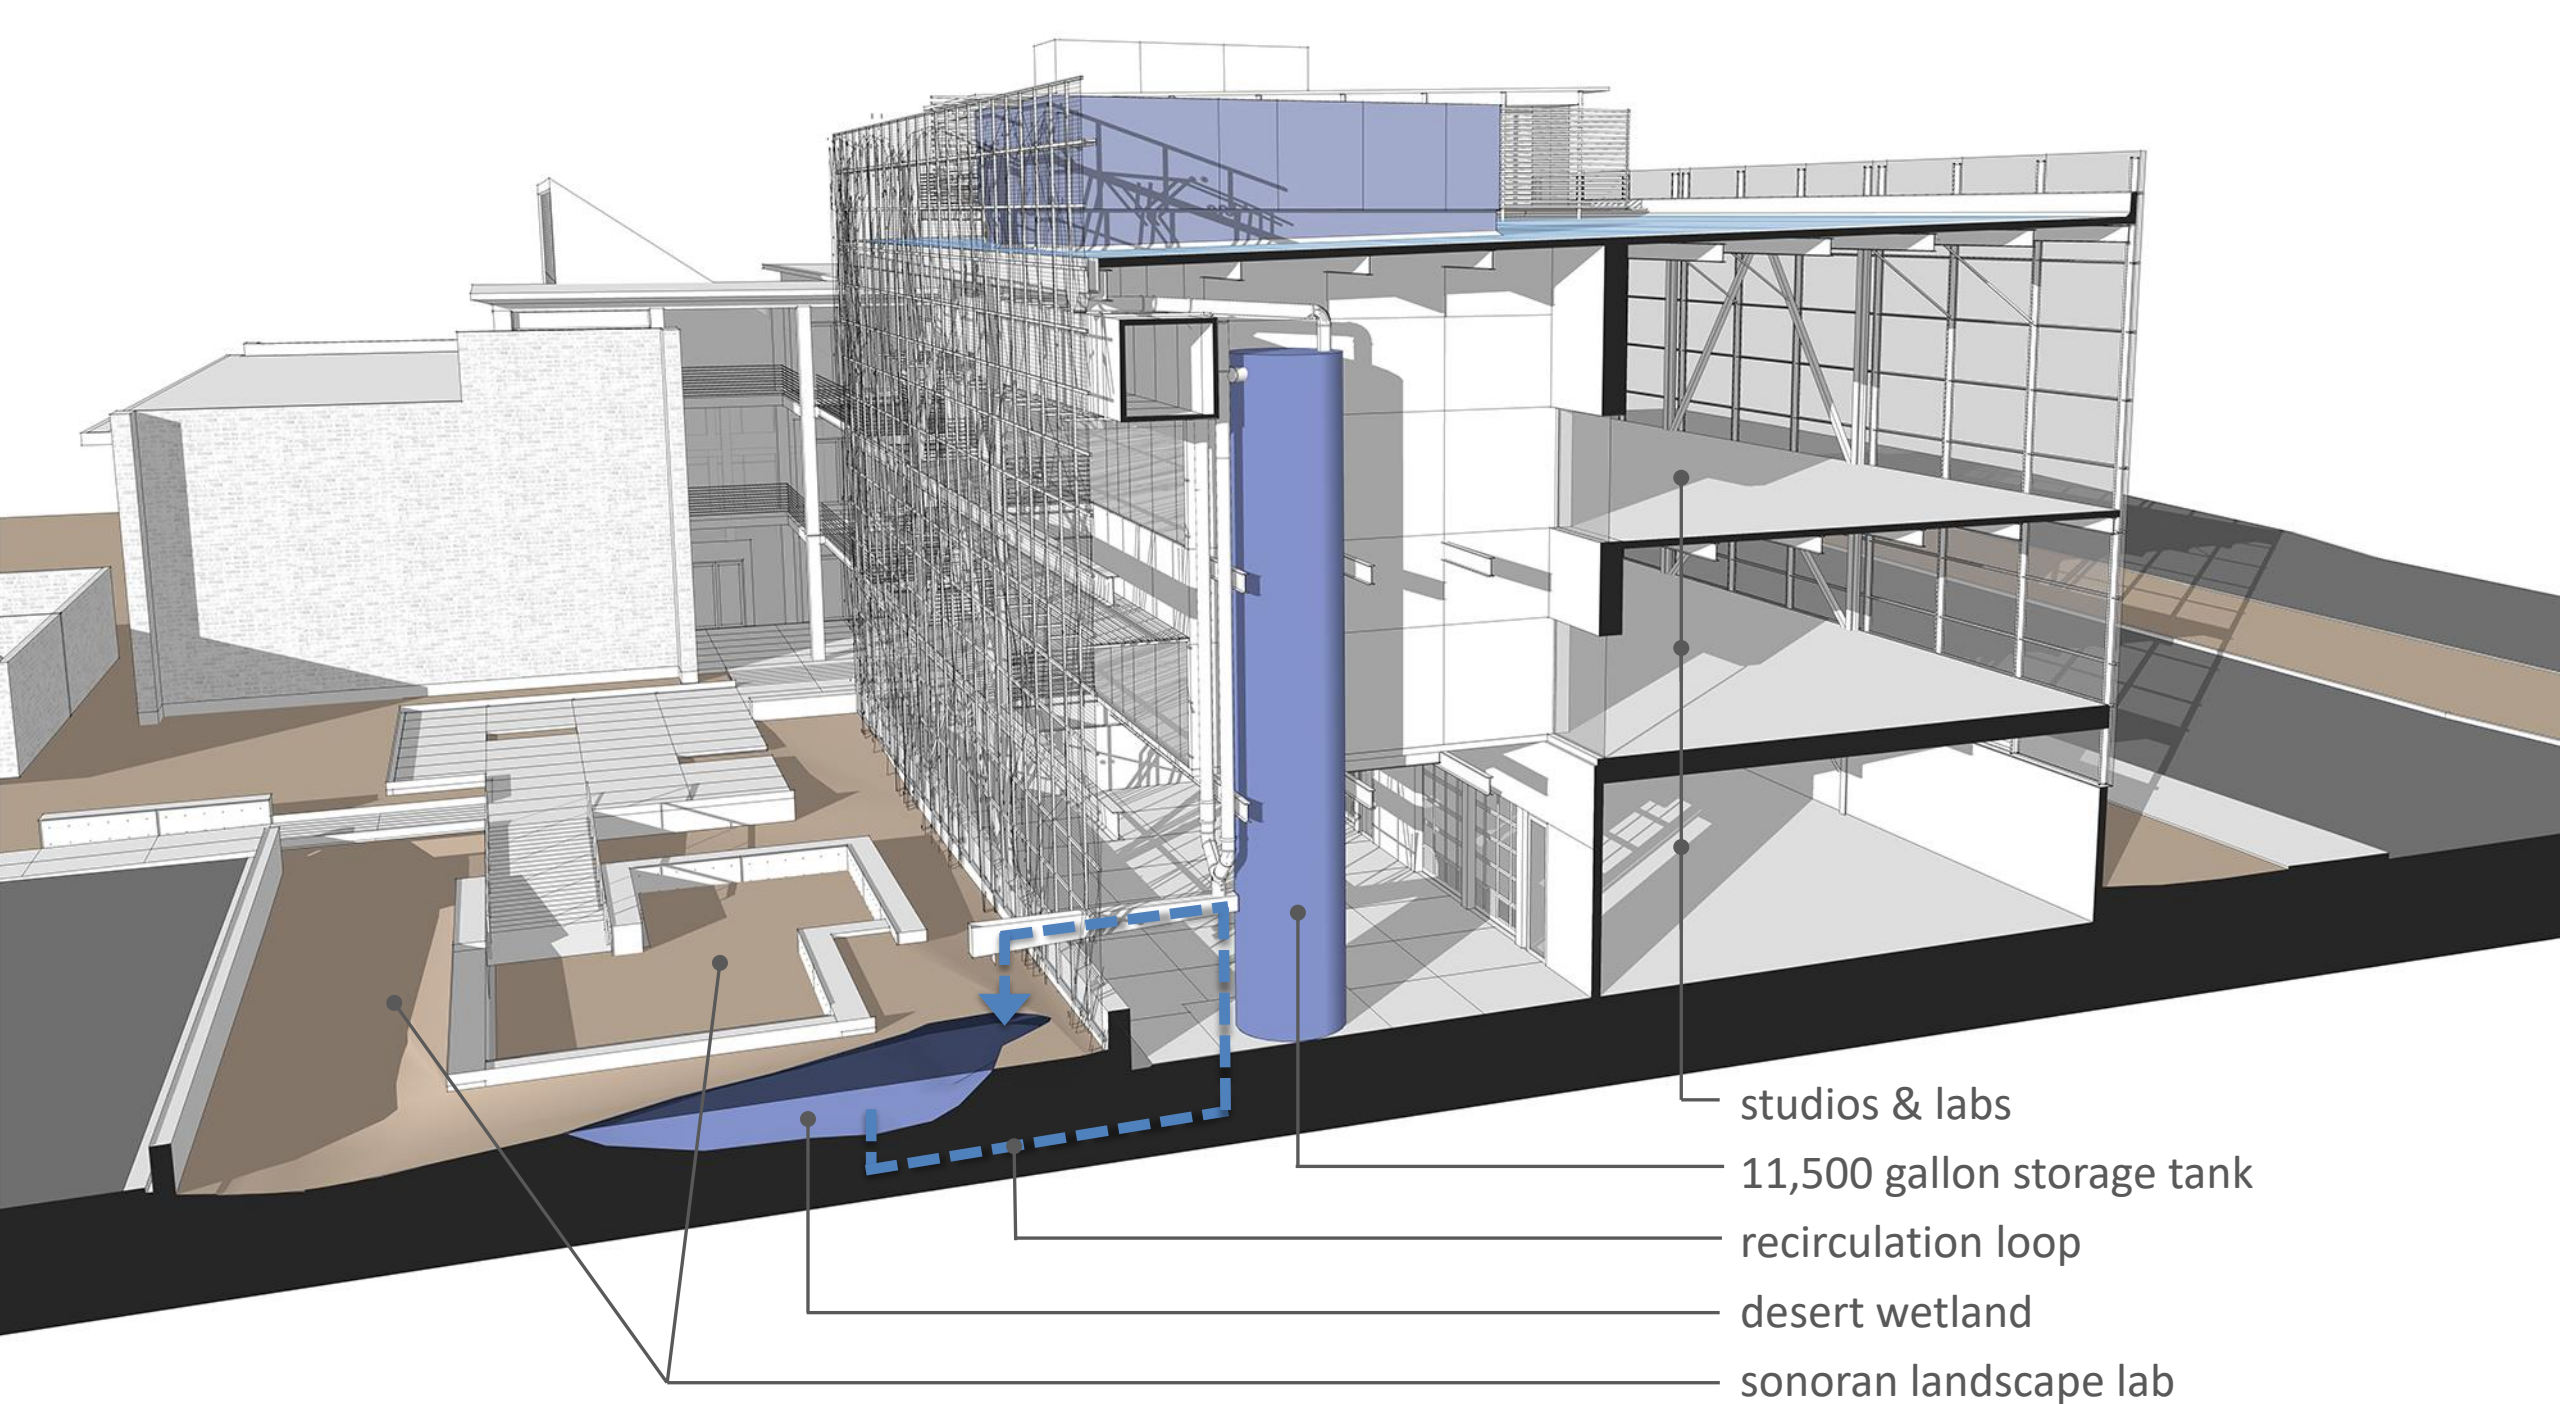 studios & labs
11,500 gallon storage tank
recirculation loop
desert wetland
sonoran landscape lab